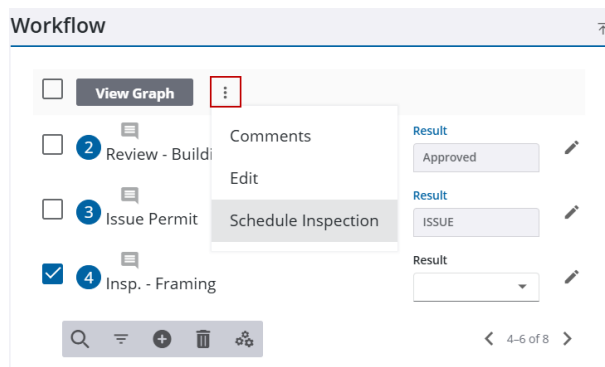 Workflow
View Graph
Comments
Edit
Schedule Inspection
2
Review - Buildi
Result
Approved
3
Issue Permit
Result
ISSUE
4
Insp. - Framing
Result
4-6 of 8